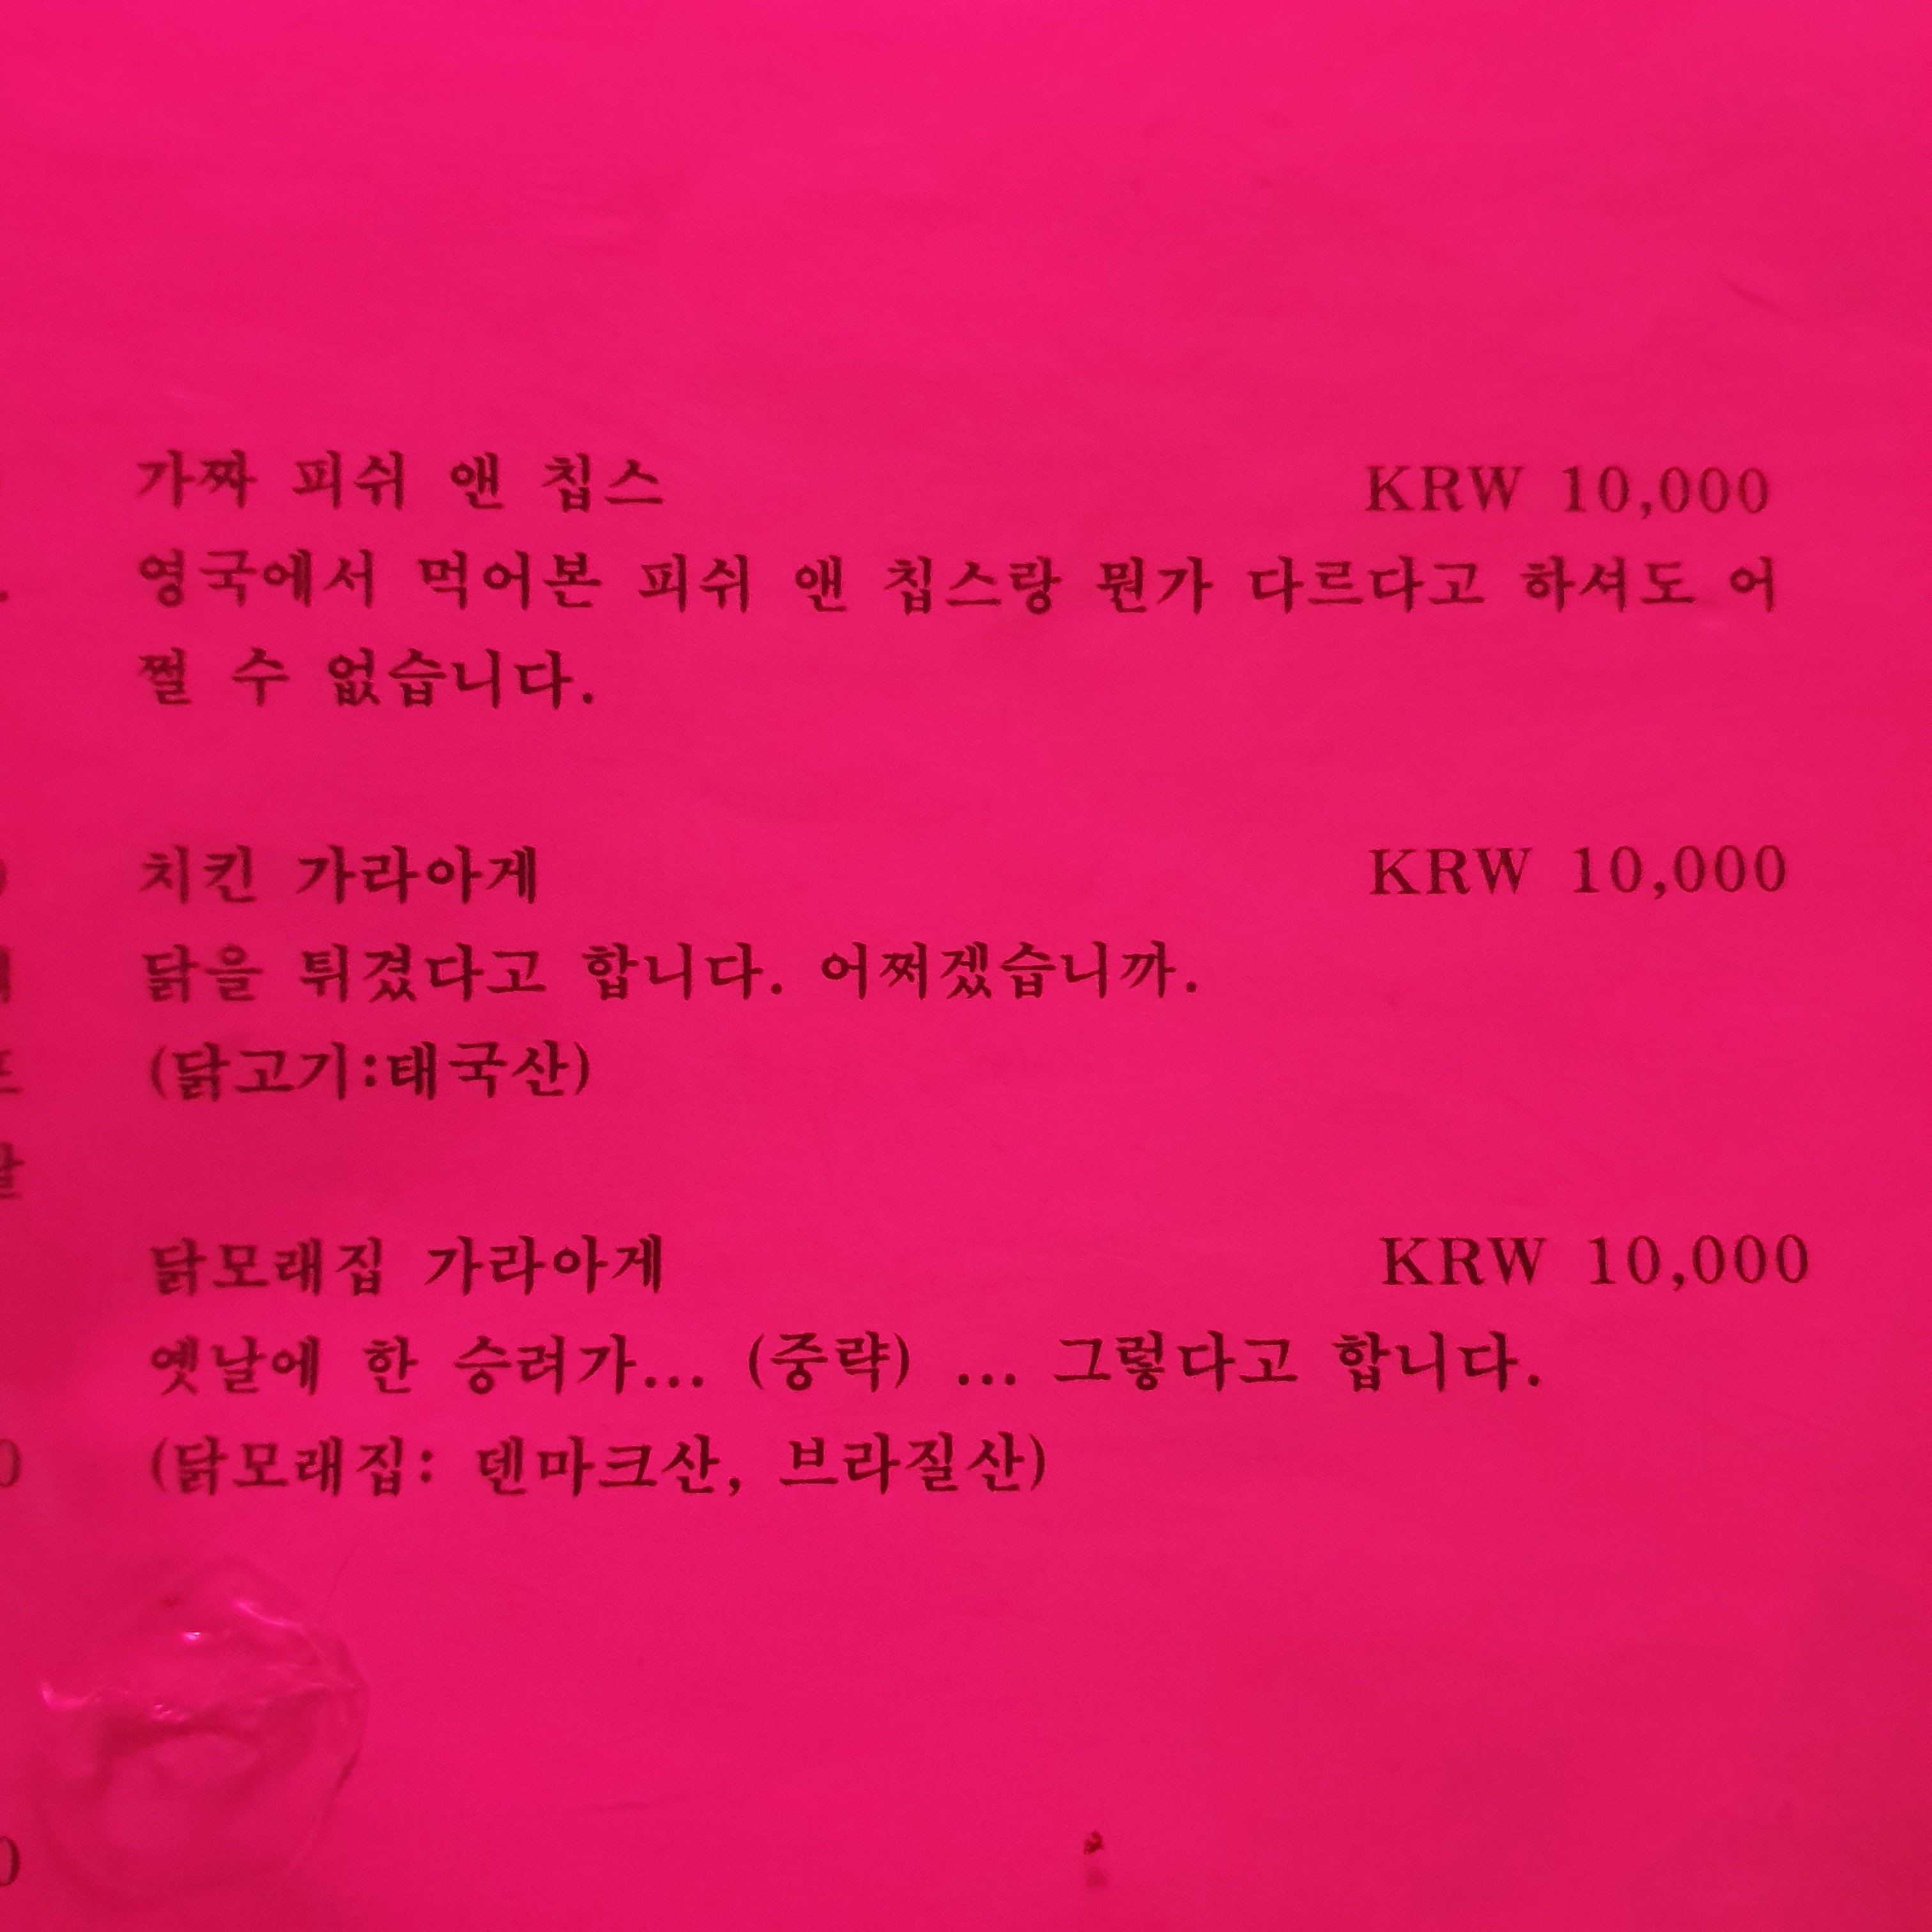 가짜 피쉬 앤 칩스 KRW 10,000
영국에서 먹어본 피쉬 앤 칩스랑 뭔가 다르다고 하셔도 어
쩔 수 없습니다.
치킨 가라아게 KRW 10,000
닭을 튀겼다고 합니다. 어쩌겠습니까.
(닭고기:태국산)
닭모래집 가라아게 KRW 10,000
옛날에 한 승려가... (중략) ... 그렇다고 합니다.
(닭모래집: 덴마크산, 브라질산)